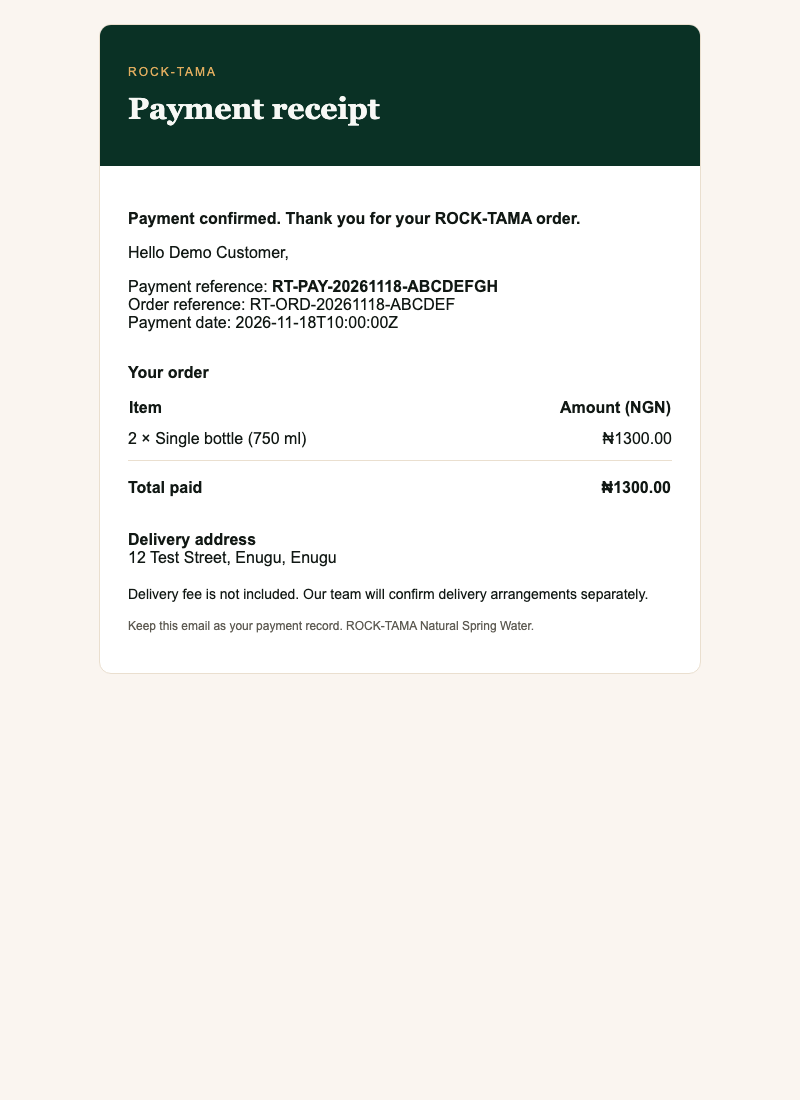 ROCK-TAMA
Payment receipt
Payment confirmed. Thank you for your ROCK-TAMA order.
Hello Demo Customer,
Payment reference: RT-PAY-20261118-ABCDEFGH
Order reference: RT-ORD-20261118-ABCDEF
Payment date: 2026-11-18T10:00:00Z
Your order
Item Amount (NGN)
2 × Single bottle (750 ml) ₦1300.00
Total paid ₦1300.00
Delivery address
12 Test Street, Enugu, Enugu
Delivery fee is not included. Our team will confirm delivery arrangements separately.
Keep this email as your payment record. ROCK-TAMA Natural Spring Water.